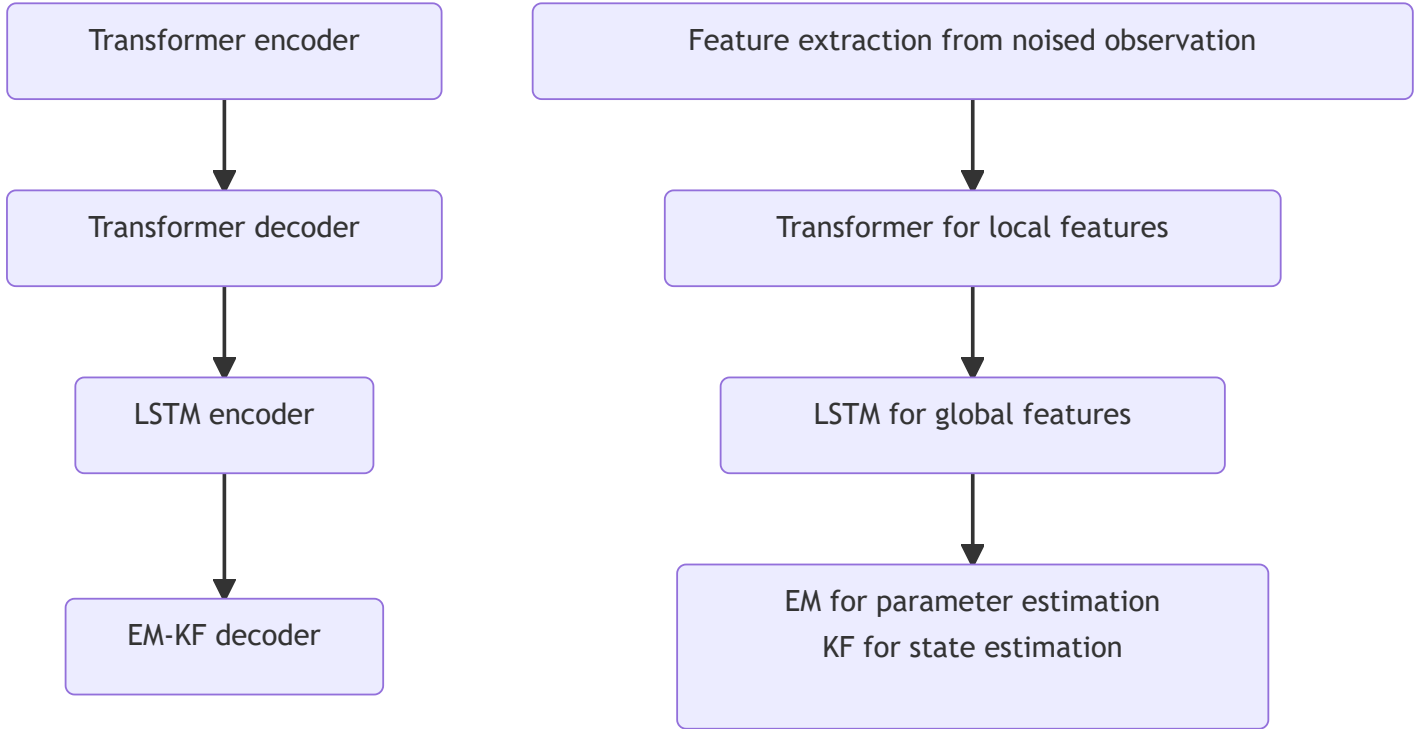 Transformer encoder
Transformer decoder
LSTM encoder
EM-KF decoder
Feature extraction from noised observation
Transformer for local features
LSTM for global features
EM for parameter estimation
KF for state estimation